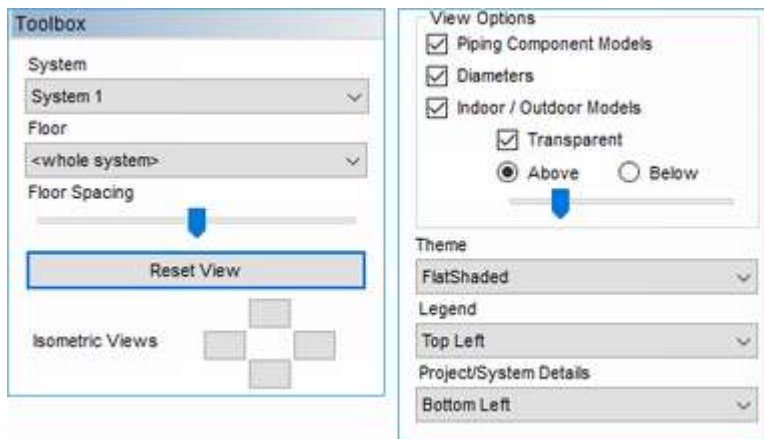 Toolbox
System
System 1
Floor
<whole system>
Floor Spacing
Reset View
Isometric Views
View Options
Piping Component Models
Diameters
Indoor / Outdoor Models
Transparent
Above Below
Theme
FlatShaded
Legend
Top Left
Project/System Details
Bottom Left